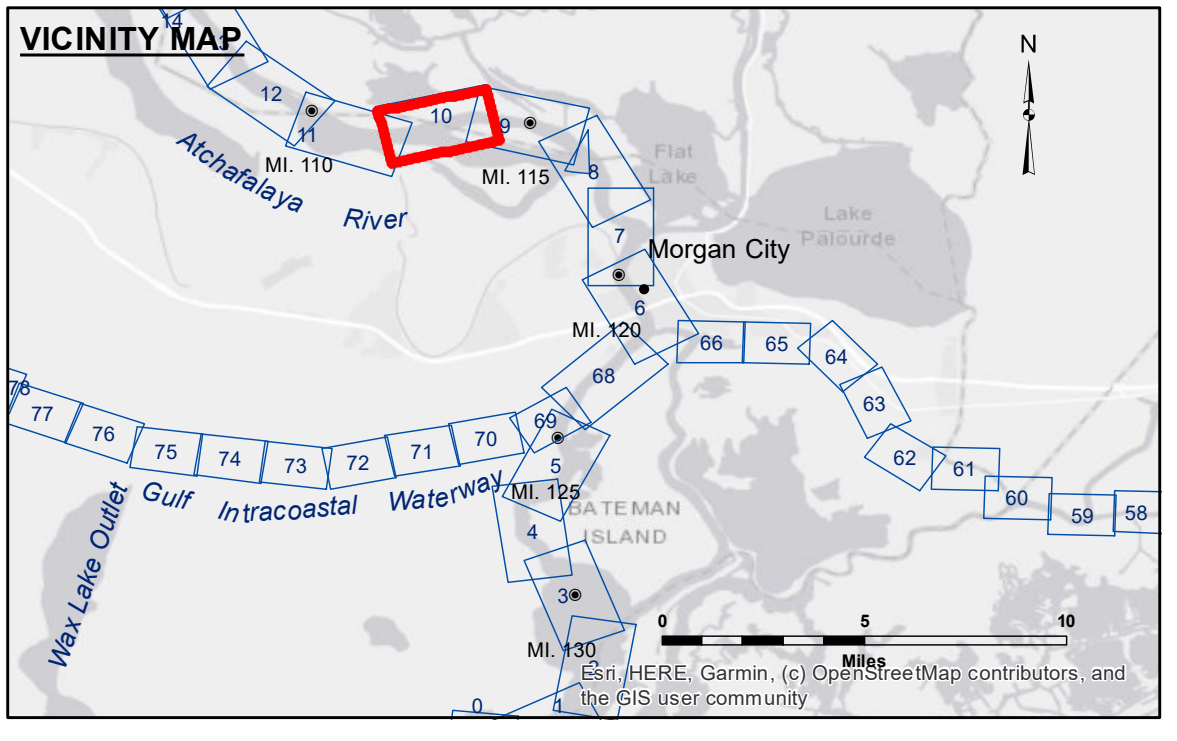 14
VICINITY MAP
13
N
12
10
9
11
MI. 110
MI. 115
8
Flat
Lake
Atchafalaya
River
7
Lake
Palourde
Morgan City
6
MI. 120
66
65
64
68
63
78
77
76
75
74
73
72
71
70
69
5
62
61
60
59
58
Gulf
Intracoastal
Waterway
MI. 125
BATEMAN
ISLAND
4
Wax Lake Outlet
3
MI. 130
2
0
5
10
Miles
Esri, HERE, Garmin, (c) OpenStreetMap contributors, and
the GIS user community
0
1